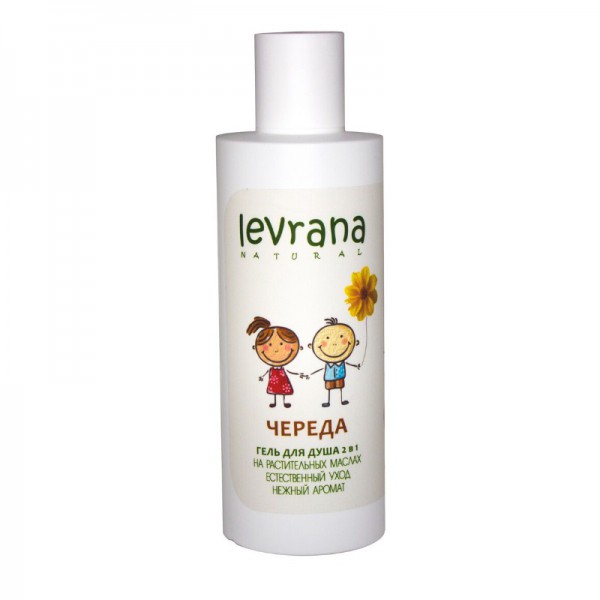 levrana
NATURAL
ЧЕРЕДА
ГЕЛЬ ДЛЯ ДУША 2 в 1
НА РАСТИТЕЛЬНЫХ МАСЛАХ
ЕСТЕСТВЕННЫЙ УХОД
НЕЖНЫЙ АРОМАТ